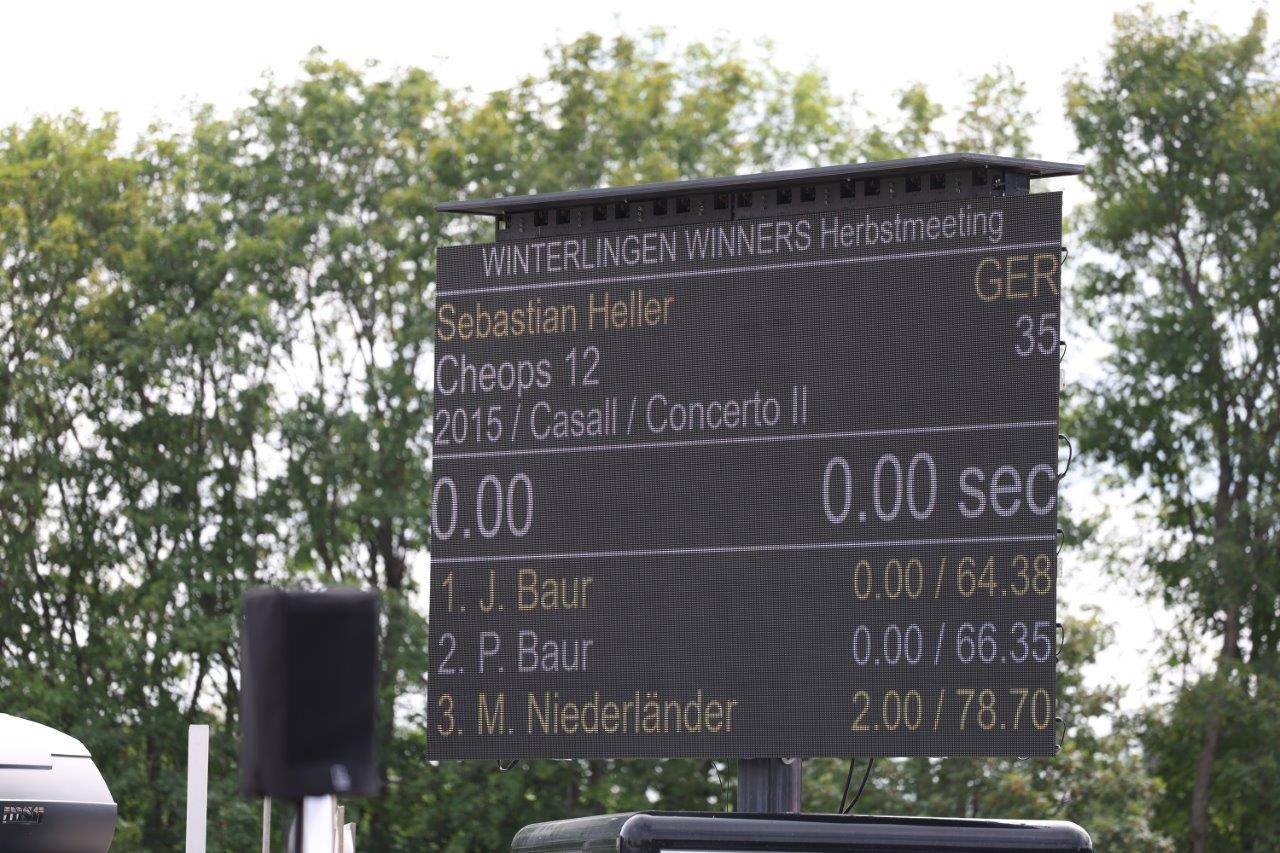 WINTERLINGEN WINNERS Herbstmeeting
Sebastian Heller GER
Cheops 12 35
2015 / Casall / Concerto II
0.00 0.00 sec
1. J. Baur 0.00 / 64.38
2. P. Baur 0.00 / 66.35
3. M. Niederländer 2.00 / 78.70